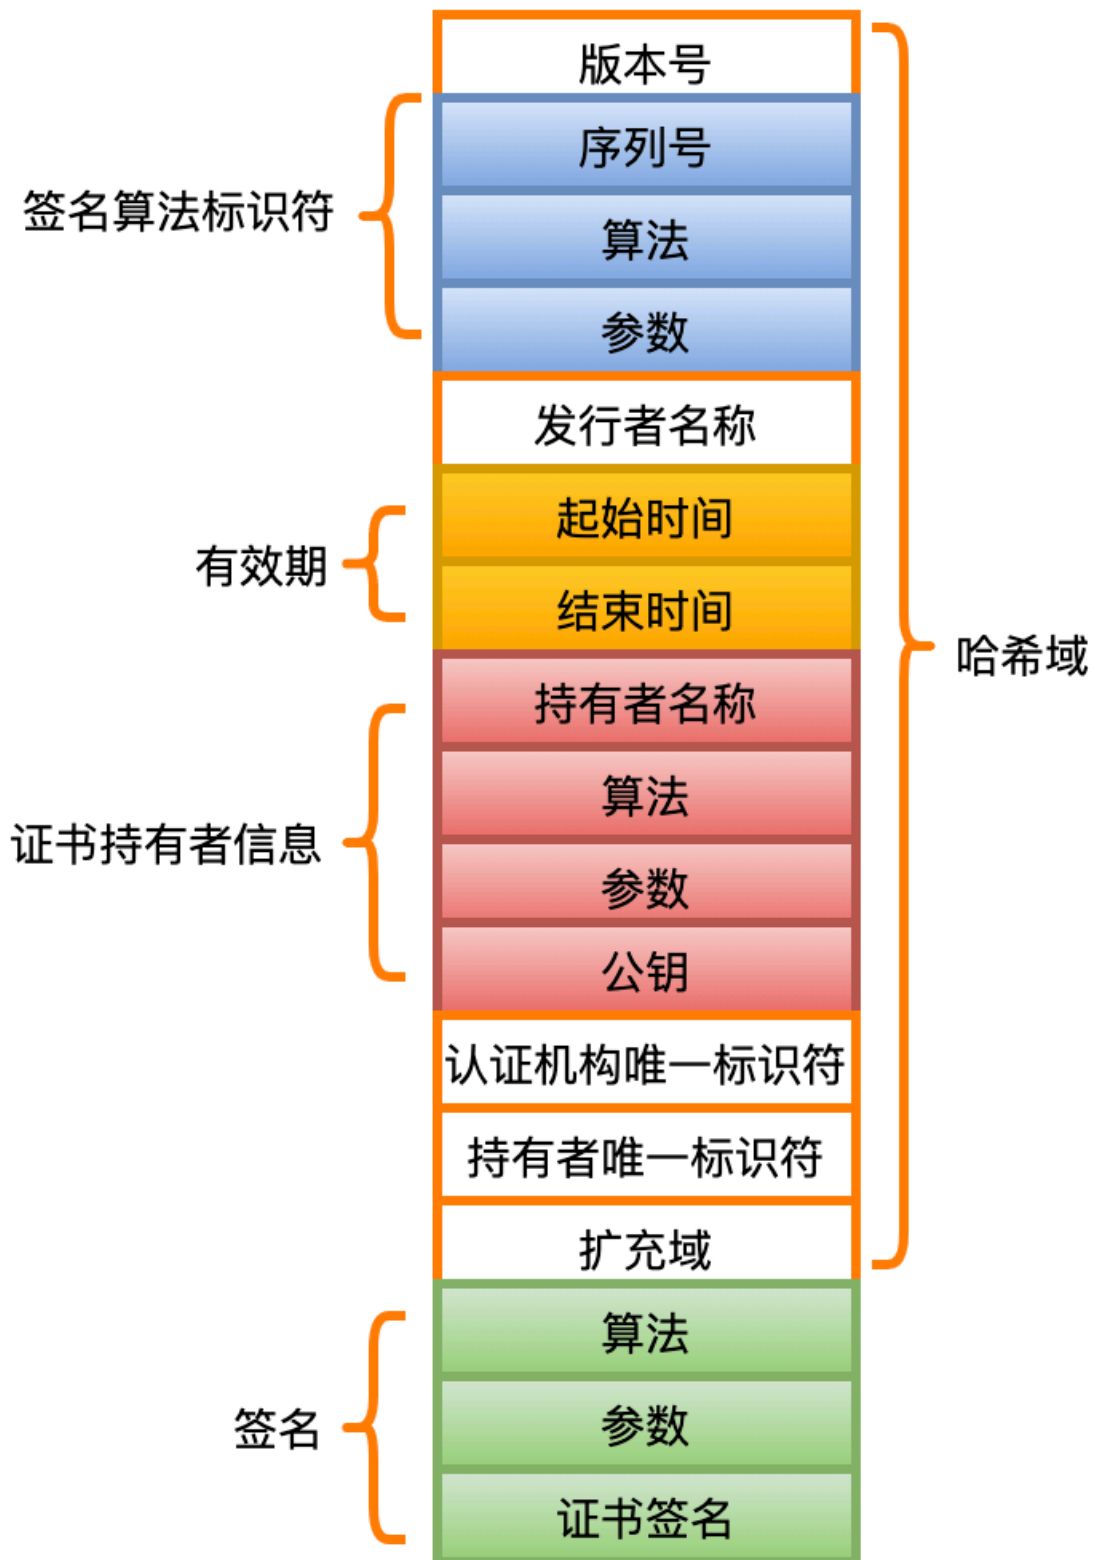 版本号
签名算法标识符
序列号
算法
参数
发行者名称
有效期
起始时间
结束时间
哈希域
证书持有者信息
持有者名称
算法
参数
公钥
认证机构唯一标识符
持有者唯一标识符
扩充域
签名
算法
参数
证书签名